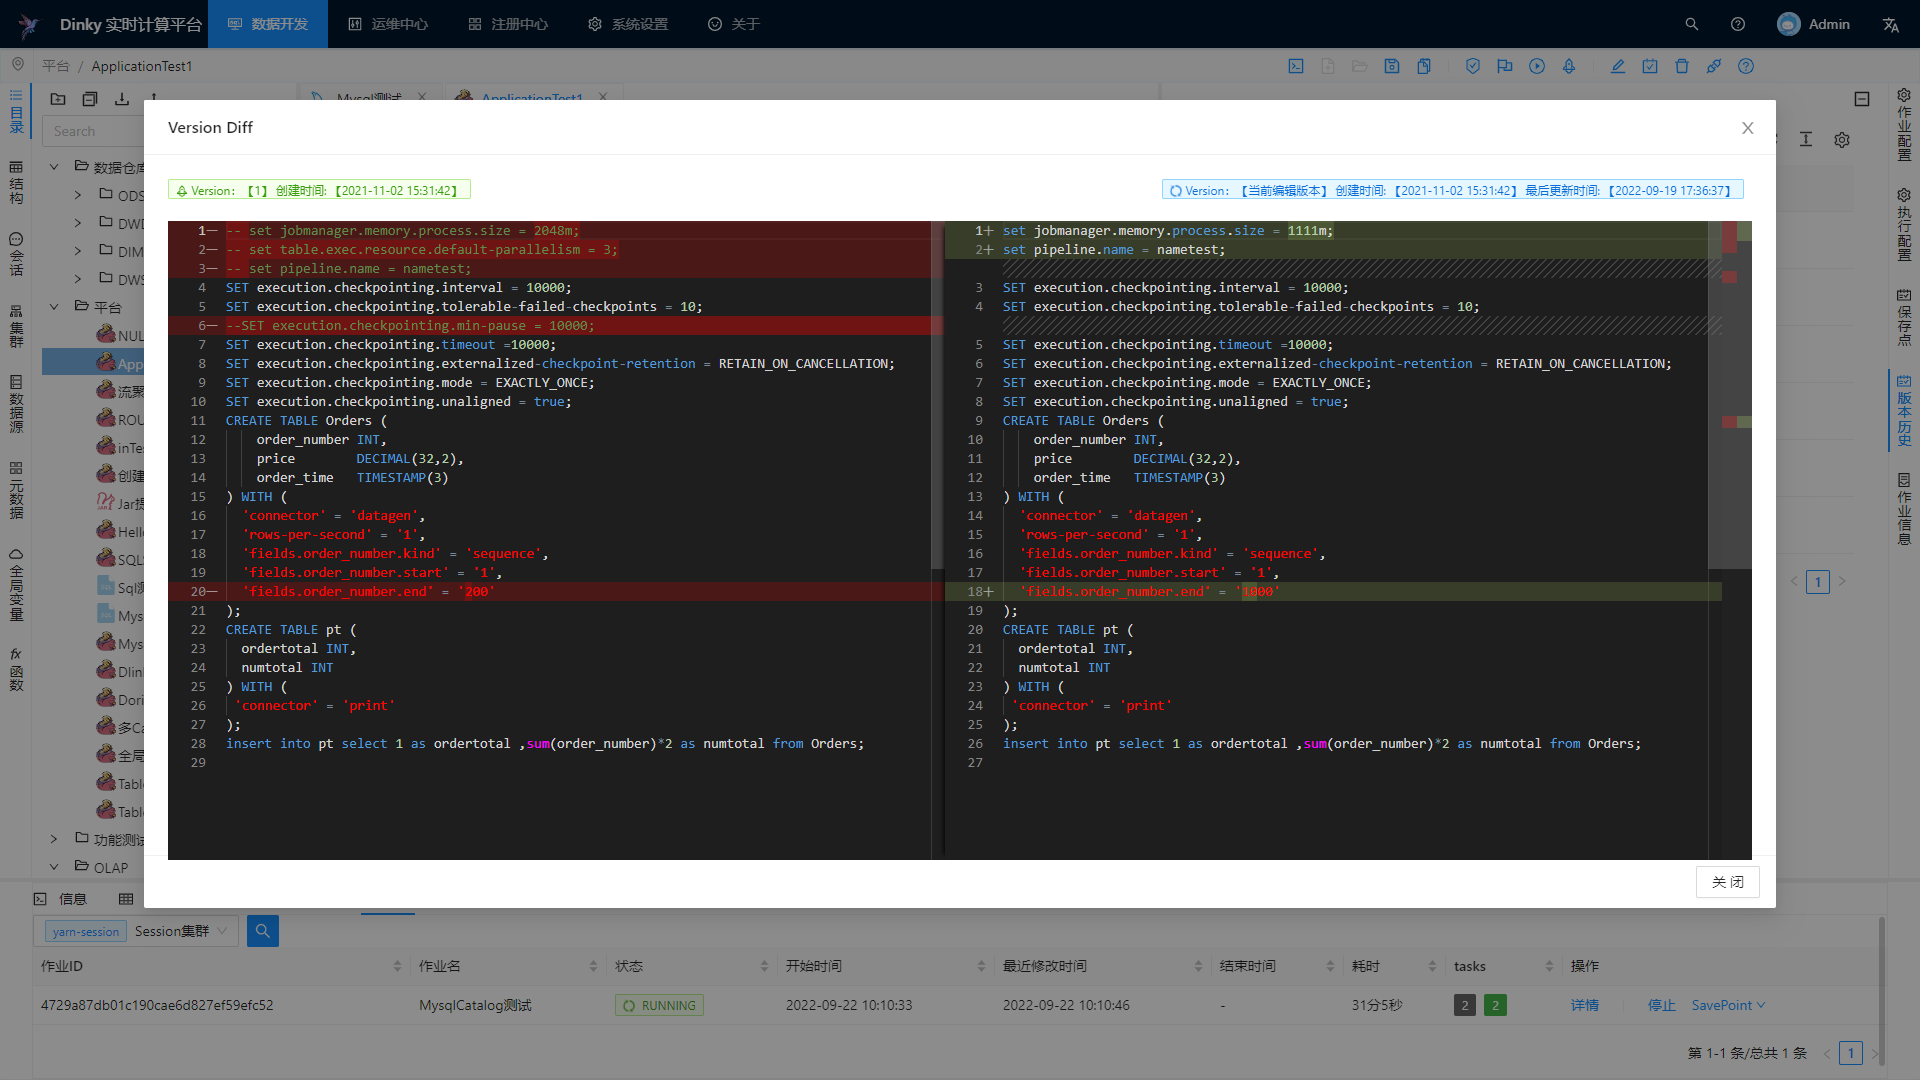 Dinky 实时计算平台
数据开发
运维中心
注册中心
系统设置
关于
Admin
平台 / ApplicationTest1
目录
结构
会话
集群
数据源
元数据
全局变量
fx 函数
Search
数据仓库
ODS
DWD
DIM
DWS
平台
NUL
App
流聚
ROU
inTe
创建
Jar提
Hello
SQLS
Sql测
Mys
Mys
Dlin
Dori
多Ca
全局
Table
Table
功能测试
OLAP
Mysql测试
ApplicationTest1
Version Diff
Version: 【1】 创建时间: 【2021-11-02 15:31:42】
Version: 【当前编辑版本】 创建时间: 【2021-11-02 15:31:42】 最后更新时间: 【2022-09-19 17:36:37】
1— -- set jobmanager.memory.process.size = 2048m;
2— -- set table.exec.resource.default-parallelism = 3;
3— -- set pipeline.name = nametest;
4 SET execution.checkpointing.interval = 10000;
5 SET execution.checkpointing.tolerable-failed-checkpoints = 10;
6— --SET execution.checkpointing.min-pause = 10000;
7 SET execution.checkpointing.timeout =10000;
8 SET execution.checkpointing.externalized-checkpoint-retention = RETAIN_ON_CANCELLATION;
9 SET execution.checkpointing.mode = EXACTLY_ONCE;
10 SET execution.checkpointing.unaligned = true;
11 CREATE TABLE Orders (
12 order_number INT,
13 price DECIMAL(32,2),
14 order_time TIMESTAMP(3)
15 ) WITH (
16 'connector' = 'datagen',
17 'rows-per-second' = '1',
18 'fields.order_number.kind' = 'sequence',
19 'fields.order_number.start' = '1',
20— 'fields.order_number.end' = '200'
21 );
22 CREATE TABLE pt (
23 ordertotal INT,
24 numtotal INT
25 ) WITH (
26 'connector' = 'print'
27 );
28 insert into pt select 1 as ordertotal ,sum(order_number)*2 as numtotal from Orders;
29
1+ set jobmanager.memory.process.size = 1111m;
2+ set pipeline.name = nametest;
3 SET execution.checkpointing.interval = 10000;
4 SET execution.checkpointing.tolerable-failed-checkpoints = 10;
5 SET execution.checkpointing.timeout =10000;
6 SET execution.checkpointing.externalized-checkpoint-retention = RETAIN_ON_CANCELLATION;
7 SET execution.checkpointing.mode = EXACTLY_ONCE;
8 SET execution.checkpointing.unaligned = true;
9 CREATE TABLE Orders (
10 order_number INT,
11 price DECIMAL(32,2),
12 order_time TIMESTAMP(3)
13 ) WITH (
14 'connector' = 'datagen',
15 'rows-per-second' = '1',
16 'fields.order_number.kind' = 'sequence',
17 'fields.order_number.start' = '1',
18+ 'fields.order_number.end' = '1000'
19 );
20 CREATE TABLE pt (
21 ordertotal INT,
22 numtotal INT
23 ) WITH (
24 'connector' = 'print'
25 );
26 insert into pt select 1 as ordertotal ,sum(order_number)*2 as numtotal from Orders;
27
关 闭
作业配置
执行配置
保存点
版本历史
作业信息
1
信息
yarn-session Session集群
作业ID 作业名 状态 开始时间 最近修改时间 结束时间 耗时 tasks 操作
4729a87db01c190cae6d827ef59efc52 MysqlCatalog测试 RUNNING 2022-09-22 10:10:33 2022-09-22 10:10:46 - 31分5秒 2 2 详情 停止 SavePoint
第 1-1 条/总共 1 条 1